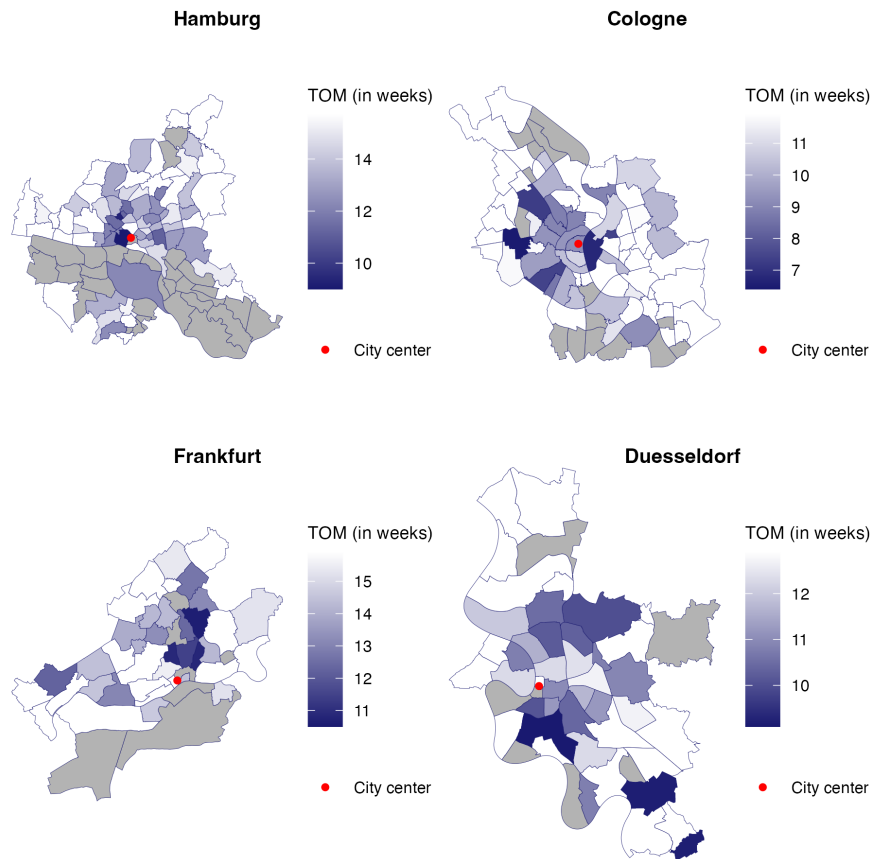 Hamburg
TOM (in weeks)
14
12
10
City center
Cologne
TOM (in weeks)
11
10
9
8
7
City center
Frankfurt
TOM (in weeks)
15
14
13
12
11
City center
Duesseldorf
TOM (in weeks)
12
11
10
City center